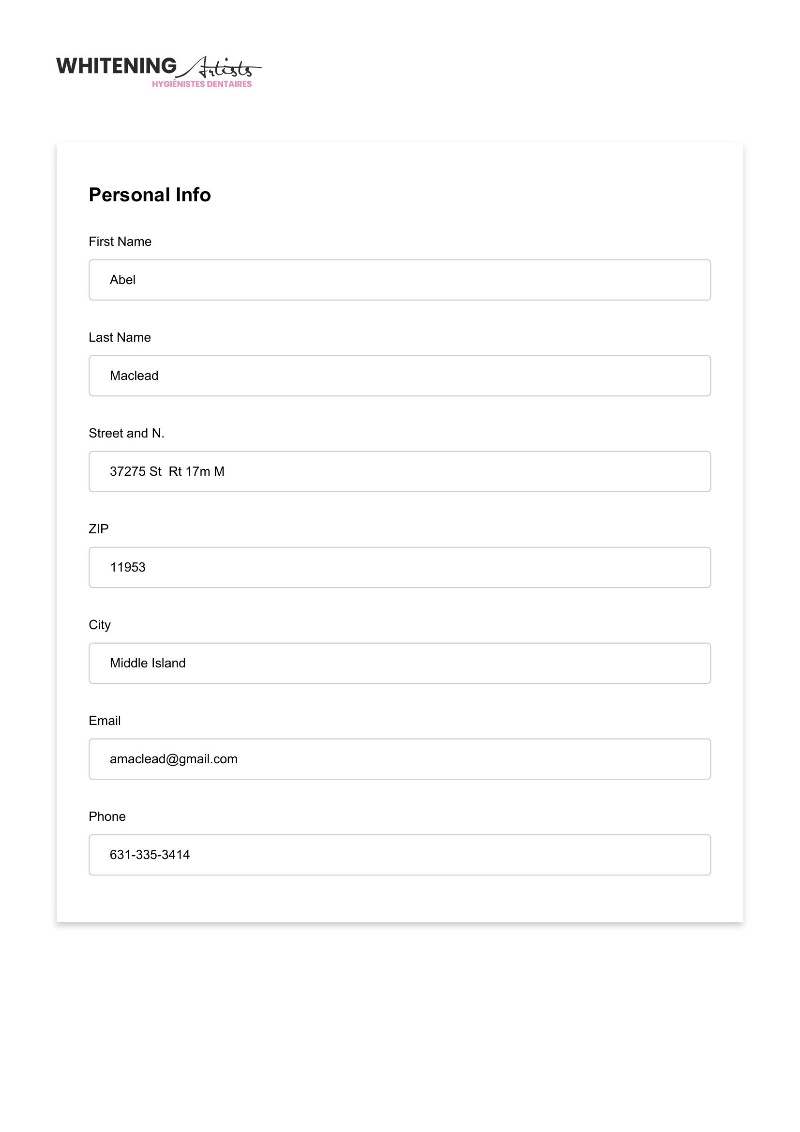 WHITENING Artists
HYGIÉNISTES DENTAIRES
Personal Info
First Name
Abel
Last Name
Maclead
Street and N.
37275 St  Rt 17m M
ZIP
11953
City
Middle Island
Email
amaclead@gmail.com
Phone
631-335-3414